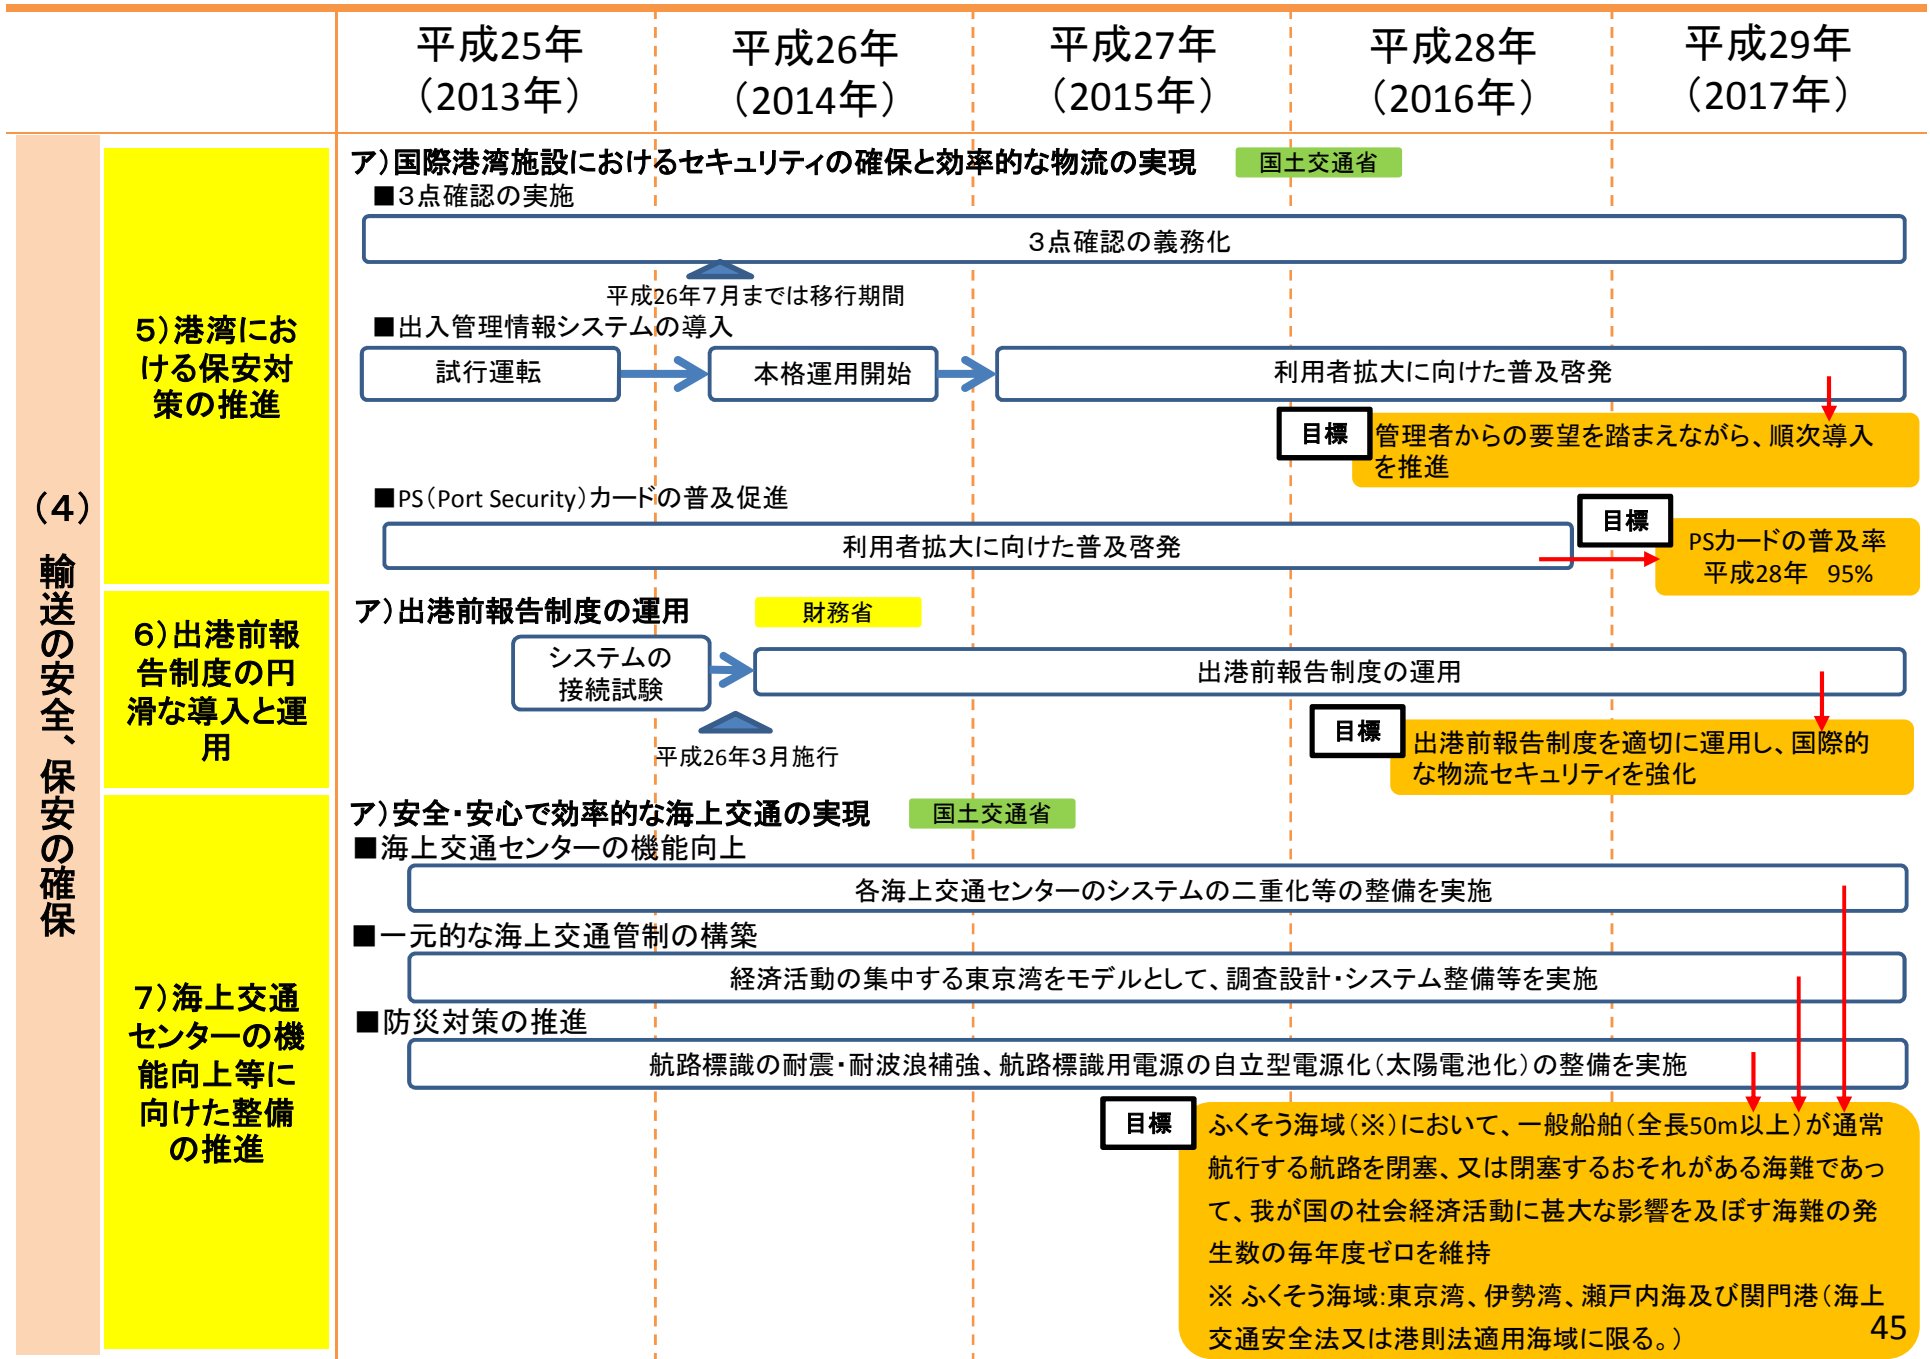 平成25年
（2013年）
平成26年
（2014年）
平成27年
（2015年）
平成28年
（2016年）
平成29年
（2017年）
（4）輸送の安全、保安の確保
5）港湾にお
ける保安対
策の推進
ア）国際港湾施設におけるセキュリティの確保と効率的な物流の実現
国土交通省
■３点確認の実施
３点確認の義務化
平成26年７月までは移行期間
■出入管理情報システムの導入
試行運転
本格運用開始
利用者拡大に向けた普及啓発
目標
管理者からの要望を踏まえながら、順次導入
を推進
■PS（Port Security）カードの普及促進
利用者拡大に向けた普及啓発
目標
PSカードの普及率
平成28年 95%
6）出港前報
告制度の円
滑な導入と運
用
ア）出港前報告制度の運用
財務省
システムの
接続試験
出港前報告制度の運用
平成26年３月施行
目標
出港前報告制度を適切に運用し、国際的
な物流セキュリティを強化
7）海上交通
センターの機
能向上等に
向けた整備
の推進
ア）安全・安心で効率的な海上交通の実現
国土交通省
■海上交通センターの機能向上
各海上交通センターのシステムの二重化等の整備を実施
■一元的な海上交通管制の構築
経済活動の集中する東京湾をモデルとして、調査設計・システム整備等を実施
■防災対策の推進
航路標識の耐震・耐波浪補強、航路標識用電源の自立型電源化（太陽電池化）の整備を実施
目標
ふくそう海域（※）において、一般船舶（全長50m以上）が通常
航行する航路を閉塞、又は閉塞するおそれがある海難であっ
て、我が国の社会経済活動に甚大な影響を及ぼす海難の発
生数の毎年度ゼロを維持
※ ふくそう海域:東京湾、伊勢湾、瀬戸内海及び関門港（海上
交通安全法又は港則法適用海域に限る。）
45